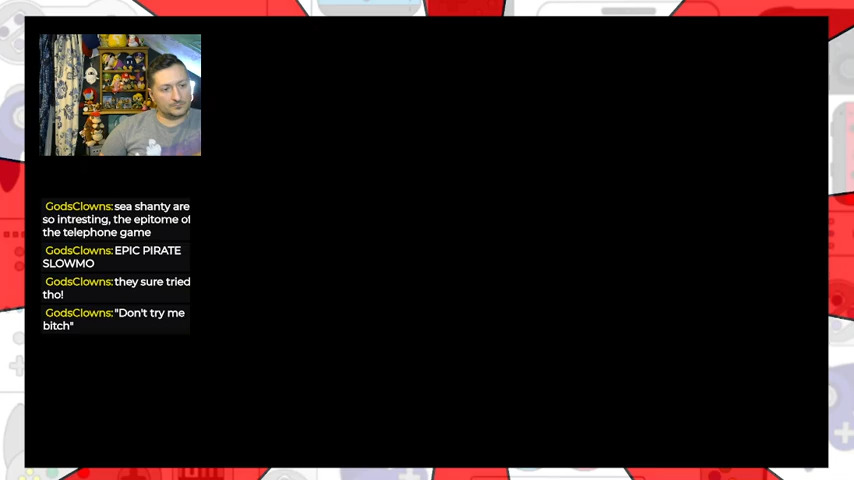 GodsClowns: sea shanty are
so intresting, the epitome of
the telephone game
GodsClowns: EPIC PIRATE
SLOWMO
GodsClowns: they sure tried
tho!
GodsClowns: "Don't try me
bitch"